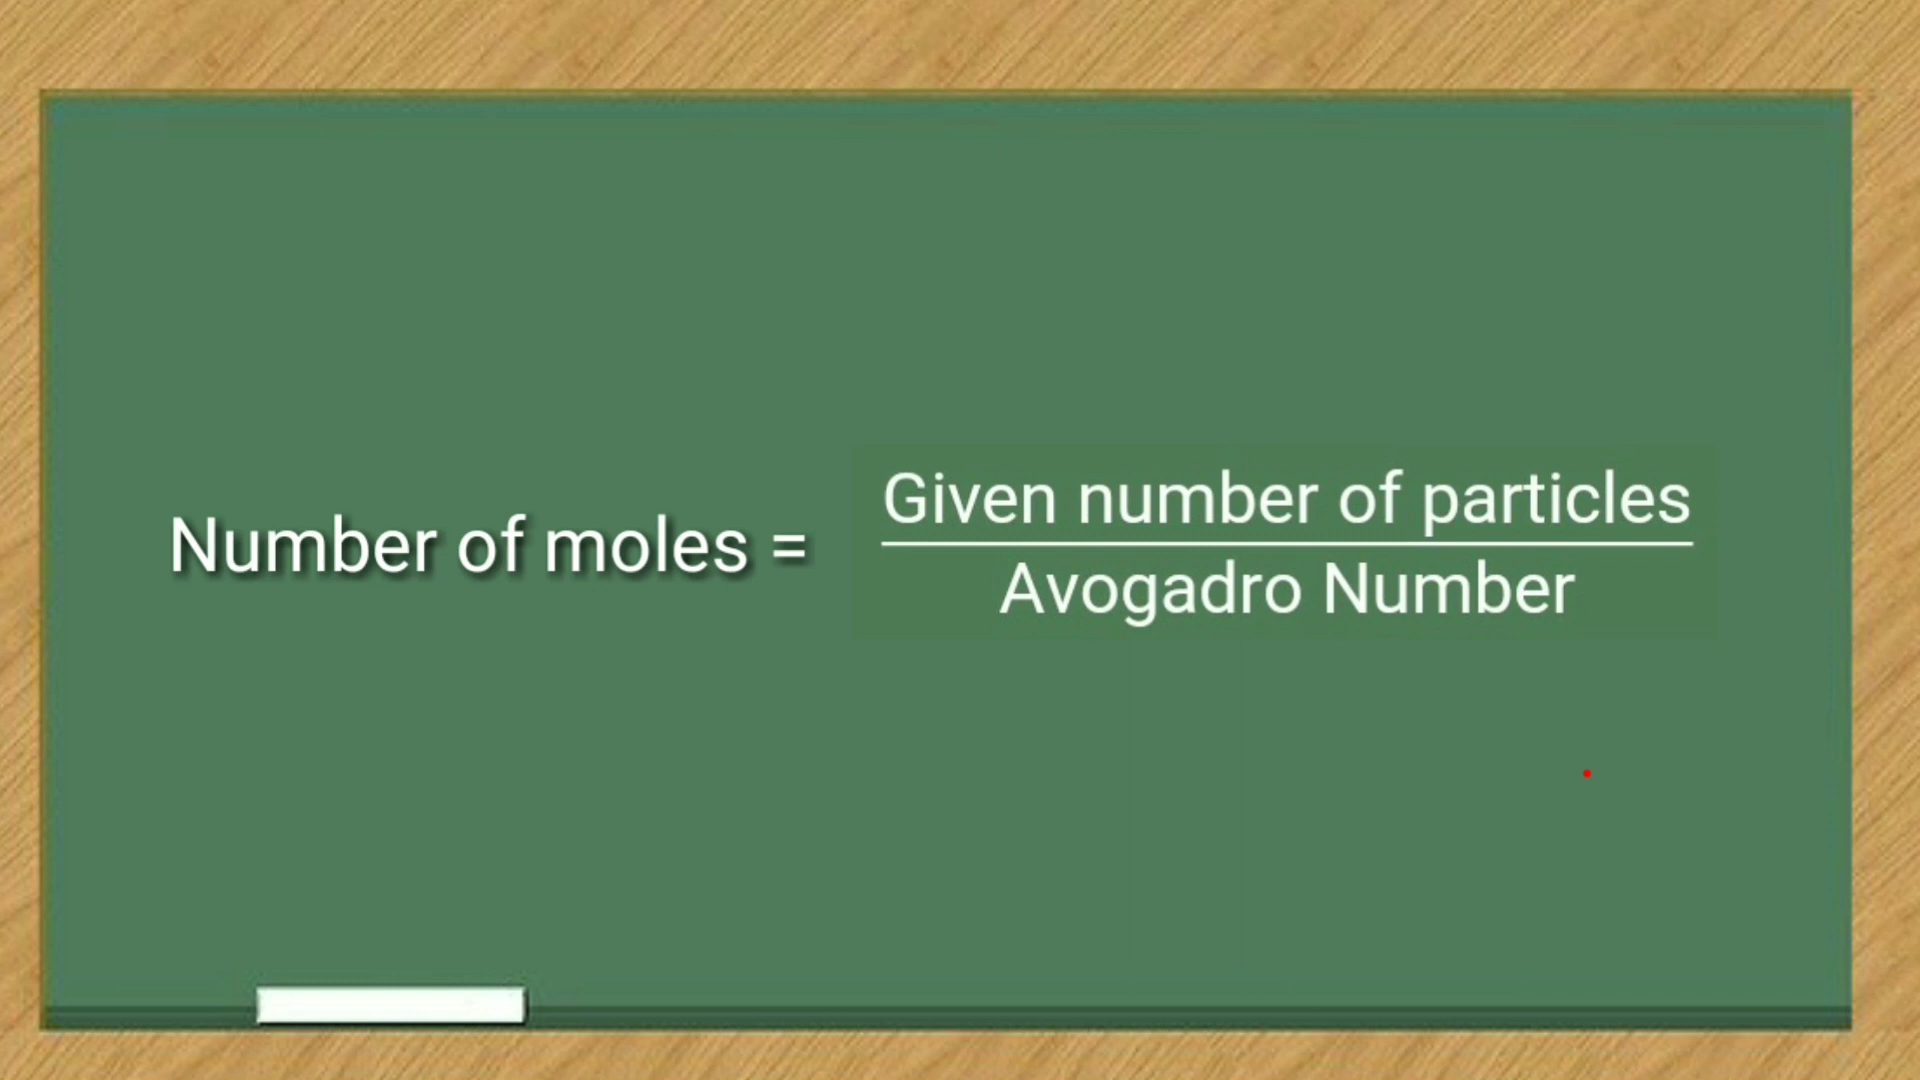 Number of moles =
Given number of particles
Avogadro Number